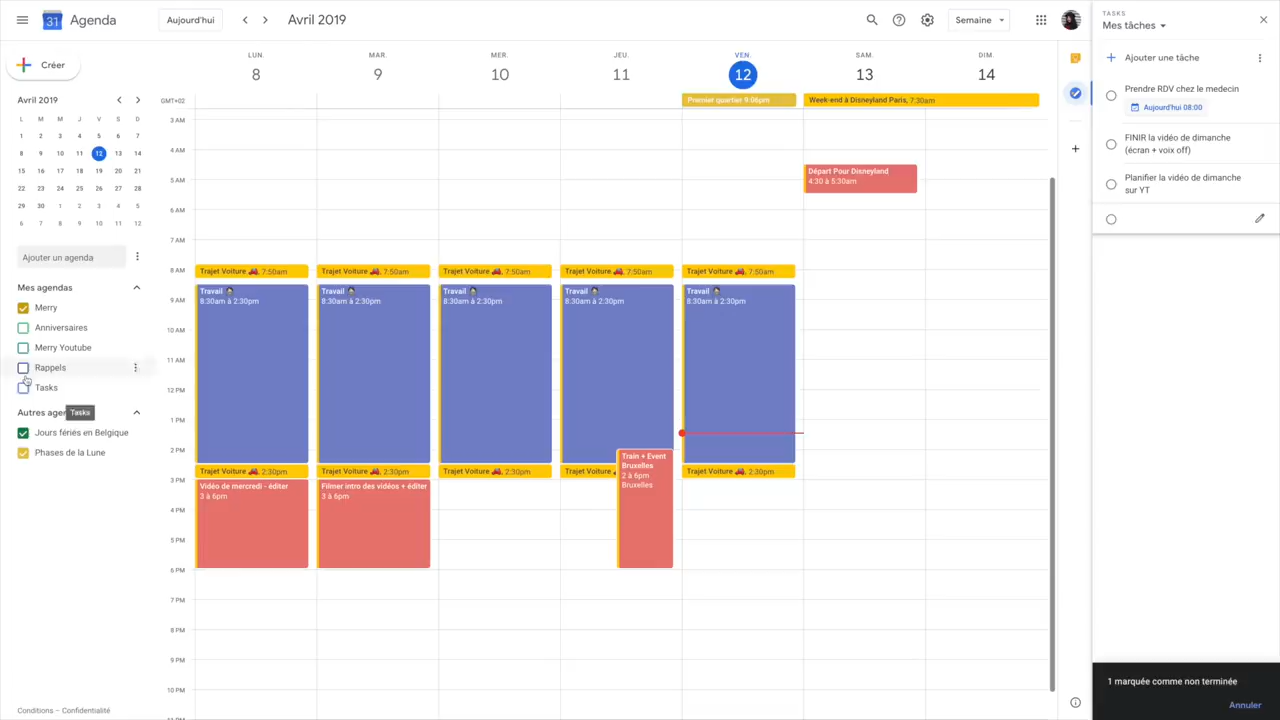 31 Agenda
Aujourd'hui
Avril 2019
Semaine
Créer
Avril 2019
L M M J V S D
1 2 3 4 5 6 7
8 9 10 11 12 13 14
15 16 17 18 19 20 21
22 23 24 25 26 27 28
29 30 1 2 3 4 5
6 7 8 9 10 11 12
Ajouter un agenda
Mes agendas
Merry
Anniversaires
Merry Youtube
Rappels
Tasks
Autres agen
Tasks
Jours fériés en Belgique
Phases de la Lune
Conditions – Confidentialité
LUN. MAR. MER. JEU. VEN. SAM. DIM.
8 9 10 11 12 13 14
GMT+02
Premier quartier 9:06pm
Week-end à Disneyland Paris, 7:30am
3 AM
4 AM
5 AM
6 AM
7 AM
8 AM
9 AM
10 AM
11 AM
12 PM
1 PM
2 PM
3 PM
4 PM
5 PM
6 PM
7 PM
8 PM
9 PM
10 PM
Départ Pour Disneyland
4:30 à 5:30am
Trajet Voiture 🚗, 7:50am
Trajet Voiture 🚗, 7:50am
Trajet Voiture 🚗, 7:50am
Trajet Voiture 🚗, 7:50am
Trajet Voiture 🚗, 7:50am
Travail
8:30am à 2:30pm
Travail
8:30am à 2:30pm
Travail
8:30am à 2:30pm
Travail
8:30am à 2:30pm
Travail
8:30am à 2:30pm
Trajet Voiture 🚗, 2:30pm
Trajet Voiture 🚗, 2:30pm
Trajet Voiture 🚗, 2:30pm
Trajet Voiture
Trajet Voiture 🚗, 2:30pm
Vidéo de mercredi - éditer
3 à 6pm
Filmer intro des vidéos + éditer
3 à 6pm
Train + Event
Bruxelles
2 à 6pm
Bruxelles
TASKS
Mes tâches
Ajouter une tâche
Prendre RDV chez le medecin
Aujourd'hui 08:00
FINIR la vidéo de dimanche
(écran + voix off)
Planifier la vidéo de dimanche
sur YT
1 marquée comme non terminée
Annuler